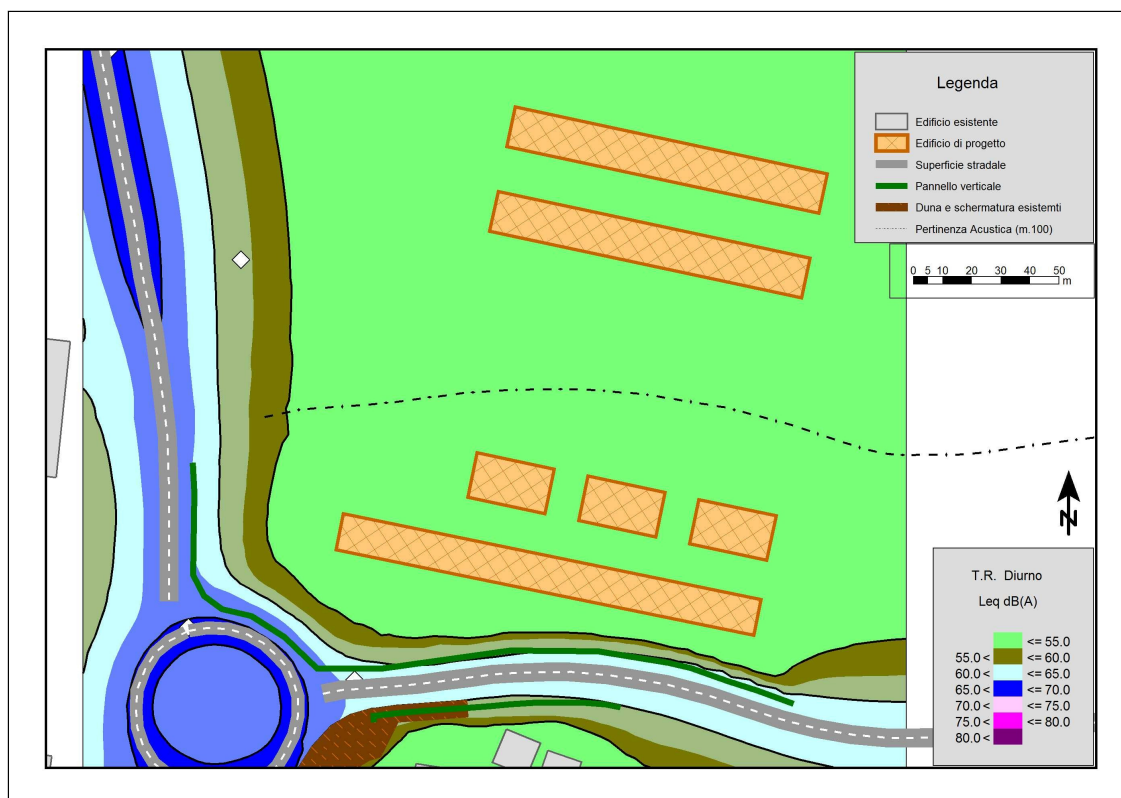 Legenda
Edificio esistente
Edificio di progetto
Superficie stradale
Pannello verticale
Duna e schermatura esistemti
Pertinenza Acustica (m.100)
0 5 10 20 30 40 50
m
N
T.R. Diurno
Leq dB(A)
<= 55.0
55.0 < <= 60.0
60.0 < <= 65.0
65.0 < <= 70.0
70.0 < <= 75.0
75.0 < <= 80.0
80.0 <